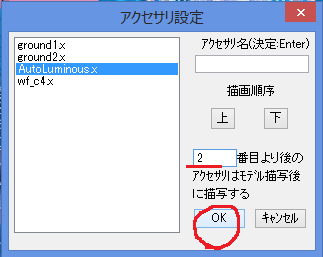 アクセサリ設定
ground1.x
ground2.x
AutoLuminous.x
wf_c4.x
アクセサリ名(決定:Enter)
描画順序
上 下
2 番目より後の
アクセサリはモデル描写後
に描写する
OK キャンセル